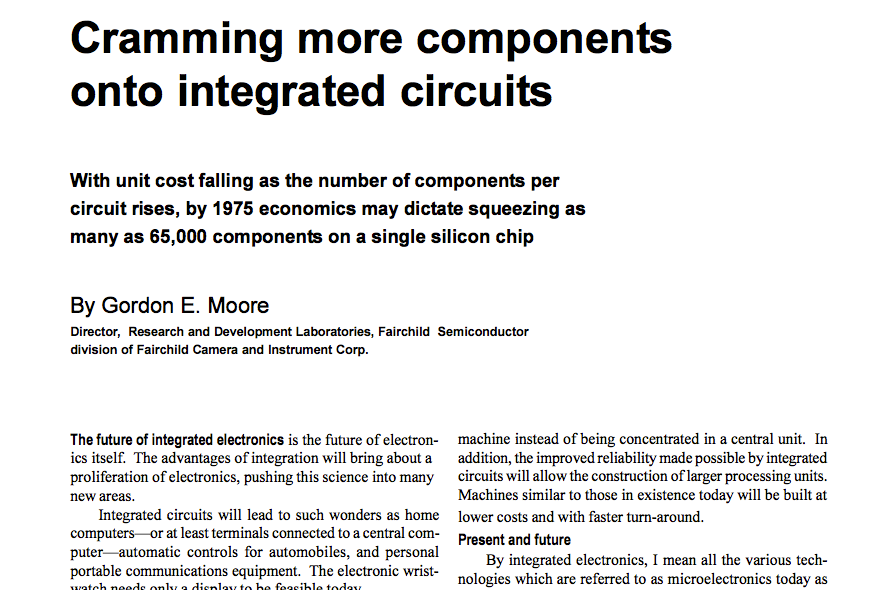 Cramming more components
onto integrated circuits
With unit cost falling as the number of components per
circuit rises, by 1975 economics may dictate squeezing as
many as 65,000 components on a single silicon chip
By Gordon E. Moore
Director, Research and Development Laboratories, Fairchild Semiconductor
division of Fairchild Camera and Instrument Corp.
The future of integrated electronics is the future of electron-
ics itself. The advantages of integration will bring about a
proliferation of electronics, pushing this science into many
new areas.
Integrated circuits will lead to such wonders as home
computers—or at least terminals connected to a central com-
puter—automatic controls for automobiles, and personal
portable communications equipment. The electronic wrist-
watch needs only a display to be feasible today.
machine instead of being concentrated in a central unit. In
addition, the improved reliability made possible by integrated
circuits will allow the construction of larger processing units.
Machines similar to those in existence today will be built at
lower costs and with faster turn-around.
Present and future
By integrated electronics, I mean all the various tech-
nologies which are referred to as microelectronics today as